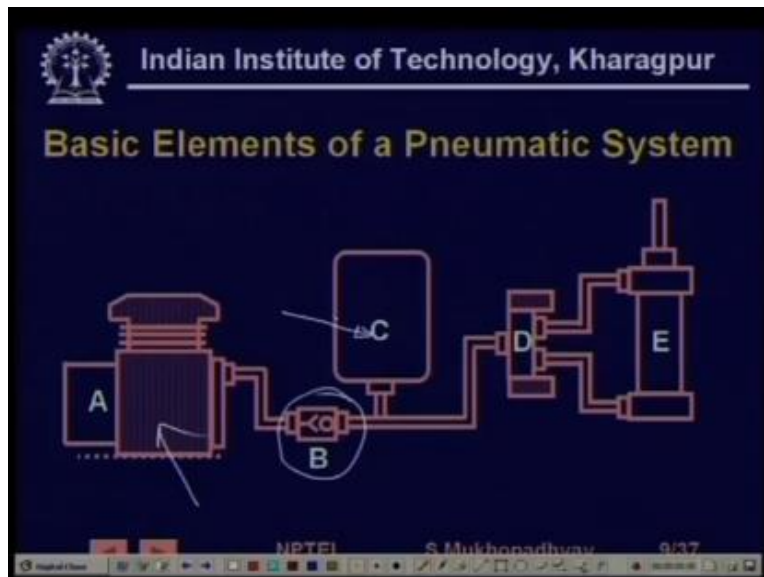 Indian Institute of Technology, Kharagpur
Basic Elements of a Pneumatic System
A
B
C
D
E
NPTEL
S.Mukhopadhyay
9/37